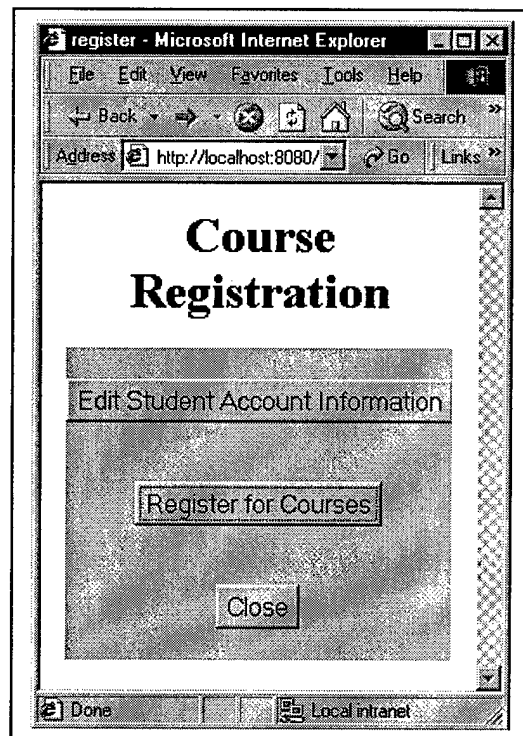 register - Microsoft Internet Explorer
File Edit View Favorites Tools Help
Back Search »
Address http://localhost:8080/ Go Links »
Course
Registration
Edit Student Account Information
Register for Courses
Close
Done Local intranet